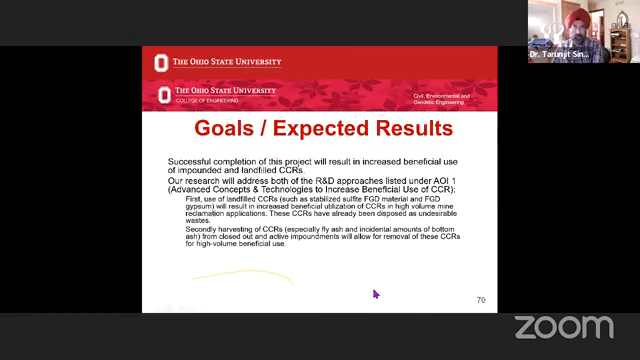 Dr. Tarunjit Sin...
THE OHIO STATE UNIVERSITY
THE OHIO STATE UNIVERSITY
COLLEGE OF ENGINEERING
Civil, Environmental and
Geodetic Engineering
Goals / Expected Results
Successful completion of this project will result in increased beneficial use
of impounded and landfilled CCRs.
Our research will address both of the R&D approaches listed under AOI 1
(Advanced Concepts & Technologies to Increase Beneficial Use of CCR):
First, use of landfilled CCRs (such as stabilized sulfite FGD material and FGD
gypsum) will result in increased beneficial utilization of CCRs in high volume mine
reclamation applications. These CCRs have already been disposed as undesirable
wastes.
Secondly harvesting of CCRs (especially fly ash and incidental amounts of bottom
ash) from closed out and active impoundments will allow for removal of these CCRs
for high-volume beneficial use.
70
zoom